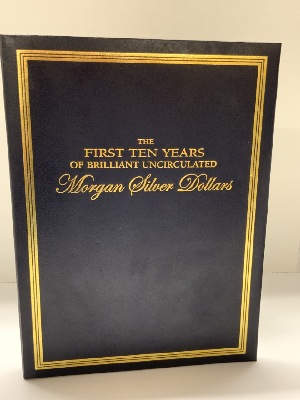 THE
FIRST TEN YEARS
OF BRILLIANT UNCIRCULATED
Morgan Silver Dollars